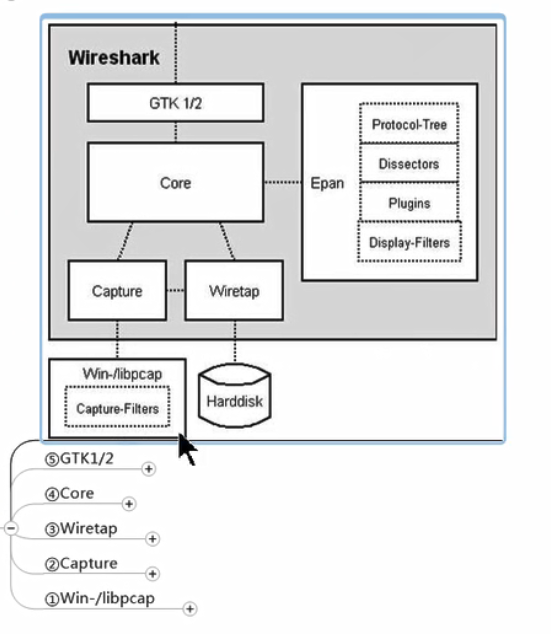 Wireshark
GTK 1/2
Core
Epan
Protocol-Tree
Dissectors
Plugins
Display-Filters
Capture
Wiretap
Win-/libpcap
Capture-Filters
Harddisk
⑤GTK1/2
④Core
③Wiretap
②Capture
①Win-/libpcap